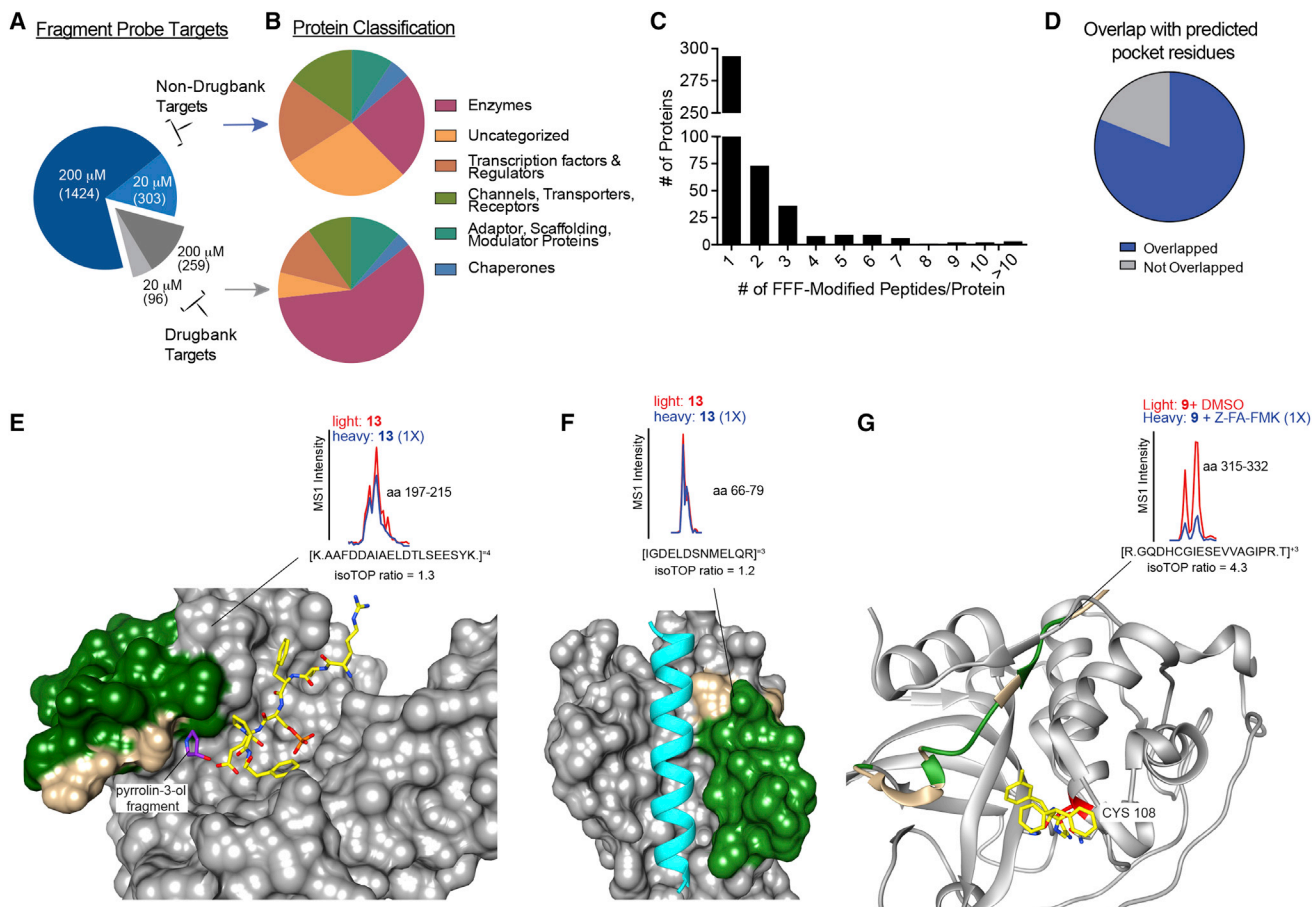 A
Fragment Probe Targets
Non-Drugbank
Targets
200 μM
(1424)
20 μM
(303)
200 μM
(259)
20 μM
(96)
Drugbank
Targets
B
Protein Classification
Enzymes
Uncategorized
Transcription factors &
Regulators
Channels, Transporters,
Receptors
Adaptor, Scaffolding,
Modulator Proteins
Chaperones
C
# of Proteins
300
275
250
100
75
50
25
0
1 2 3 4 5 6 7 8 9 10 >10
# of FFF-Modified Peptides/Protein
D
Overlap with predicted
pocket residues
Overlapped
Not Overlapped
E
light: 13
heavy: 13 (1X)
MS1 Intensity
aa 197-215
[K.AAFDDAIAELDTLSEESYK.]=4
isoTOP ratio = 1.3
pyrrolin-3-ol
fragment
F
light: 13
heavy: 13 (1X)
MS1 Intensity
aa 66-79
[IGDELDSNMELQR]=3
isoTOP ratio = 1.2
G
Light: 9+ DMSO
Heavy: 9 + Z-FA-FMK (1X)
MS1 Intensity
aa 315-332
[R.GQDHCGIESEVVAGIPR.T]+3
isoTOP ratio = 4.3
CYS 108